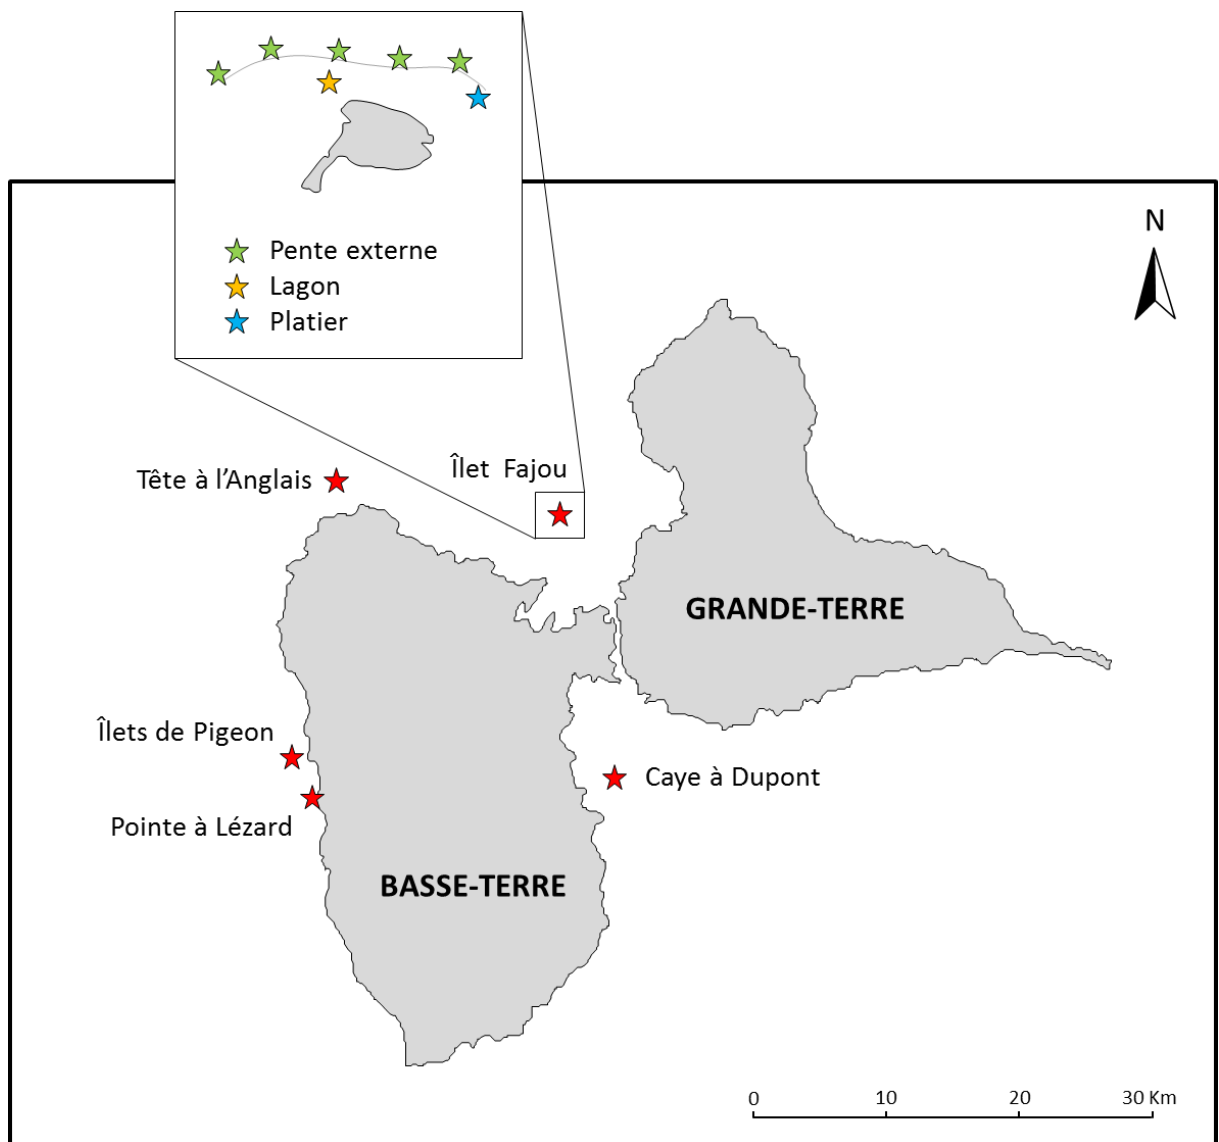 Pente externe
Lagon
Platier
N
Tête à l’Anglais
Îlet Fajou
GRANDE-TERRE
Îlets de Pigeon
Caye à Dupont
Pointe à Lézard
BASSE-TERRE
0 10 20 30 Km